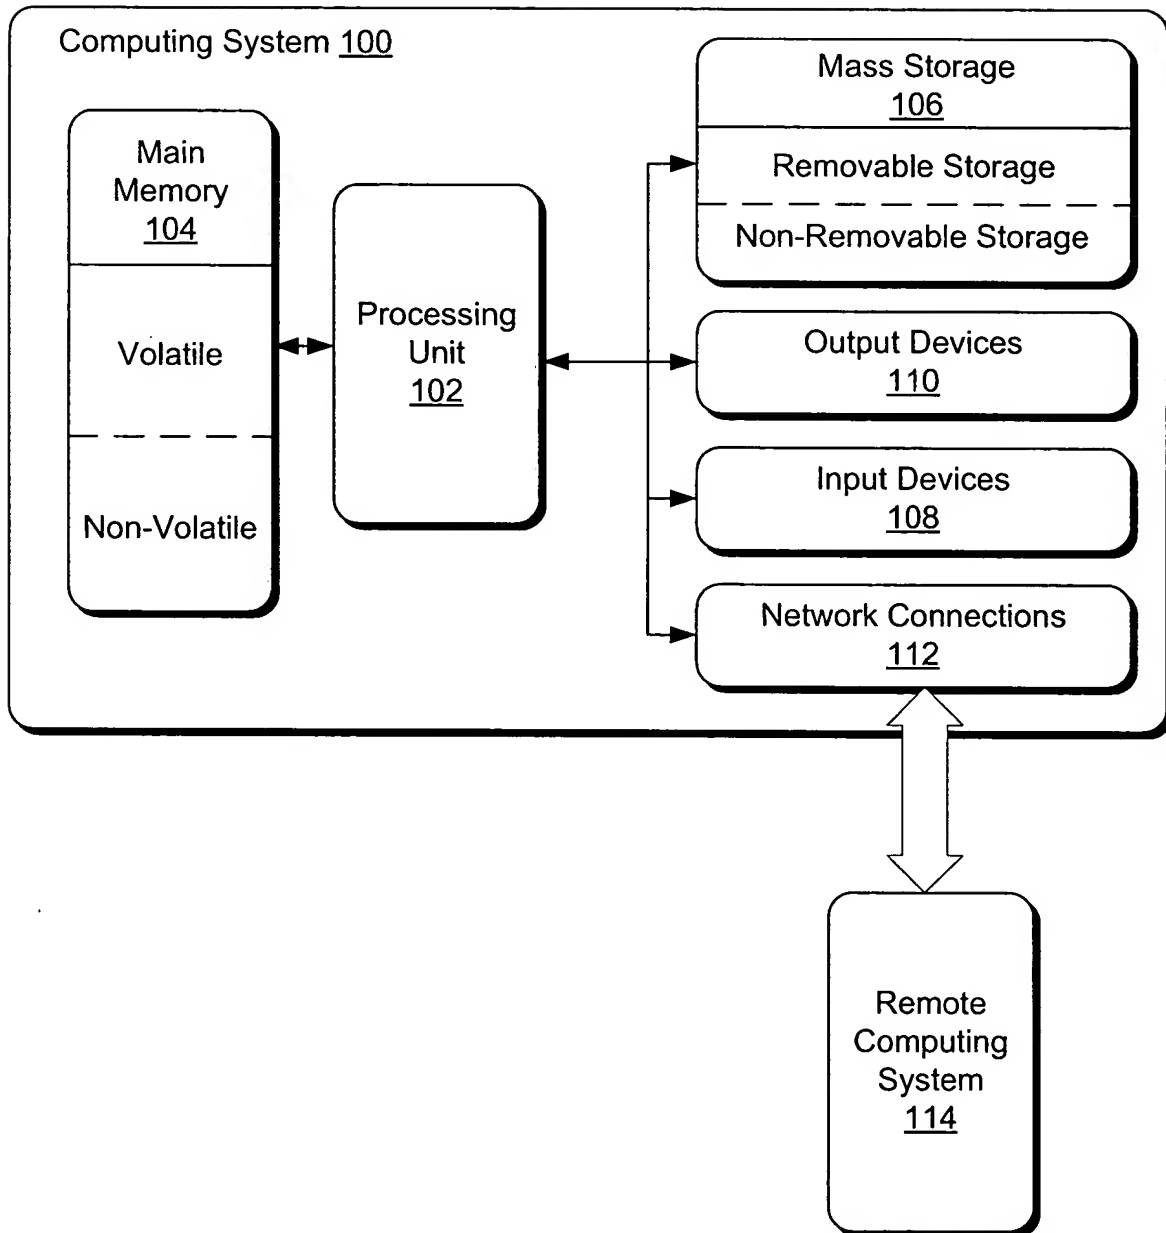 Computing System 100
Main
Memory
104
Volatile
Non-Volatile
Processing
Unit
102
Mass Storage
106
Removable Storage
Non-Removable Storage
Output Devices
110
Input Devices
108
Network Connections
112
Remote
Computing
System
114